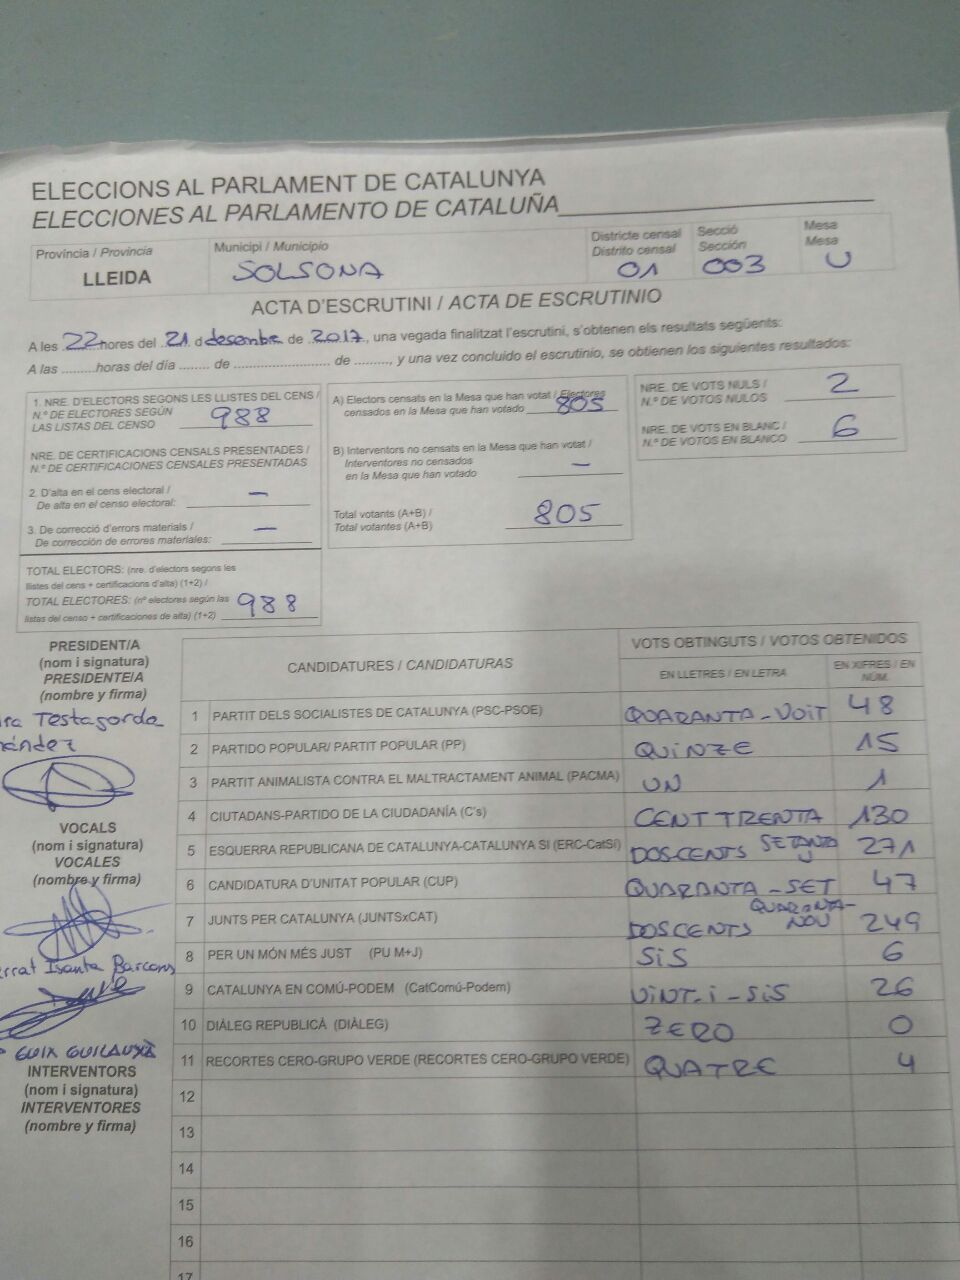 ELECCIONS AL PARLAMENT DE CATALUNYA
ELECCIONES AL PARLAMENTO DE CATALUÑA
Província / Provincia
LLEIDA
Municipi / Municipio
SOLSONA
Districte censal
Distrito censal
01
Secció
Sección
003
Mesa
Mesa
U
ACTA D'ESCRUTINI / ACTA DE ESCRUTINIO
A les 22 hores del 21 d desembre de 2017, una vegada finalitzat l'escrutini, s'obtenen els resultats següents:
A las .........horas del día ........ de ........................ de .........., y una vez concluido el escrutinio, se obtienen los siguientes resultados:
1. NRE. D'ELECTORS SEGONS LES LLISTES DEL CENS /
N.º DE ELECTORES SEGÚN
LAS LISTAS DEL CENSO 988
NRE. DE CERTIFICACIONS CENSALS PRESENTADES /
N.º DE CERTIFICACIONES CENSALES PRESENTADAS
2. D'alta en el cens electoral /
De alta en el censo electoral: –
3. De correcció d'errors materials /
De corrección de errores materiales: –
TOTAL ELECTORS: (nre. d'electors segons les
llistes del cens + certificacions d'alta) (1+2) /
TOTAL ELECTORES: (nº electores según las
listas del censo + certificaciones de alta) (1+2) 988
A) Electors censats en la Mesa que han votat / Electores
censados en la Mesa que han votado 805
B) Interventors no censats en la Mesa que han votat /
Interventores no censados
en la Mesa que han votado –
Total votants (A+B) /
Total votantes (A+B) 805
NRE. DE VOTS NULS /
N.º DE VOTOS NULOS 2
NRE. DE VOTS EN BLANC /
N.º DE VOTOS EN BLANCO 6
PRESIDENT/A
(nom i signatura)
PRESIDENTE/A
(nombre y firma)
Testagorda
VOCALS
(nom i signatura)
VOCALES
(nombre y firma)
Isanta Barcons
GUIX GUILANYÀ
INTERVENTORS
(nom i signatura)
INTERVENTORES
(nombre y firma)
CANDIDATURES / CANDIDATURAS
VOTS OBTINGUTS / VOTOS OBTENIDOS
EN LLETRES / EN LETRA
EN XIFRES / EN
NÚM.
1 PARTIT DELS SOCIALISTES DE CATALUNYA (PSC-PSOE) QUARANTA-VUIT 48
2 PARTIDO POPULAR/ PARTIT POPULAR (PP) QUINZE 15
3 PARTIT ANIMALISTA CONTRA EL MALTRACTAMENT ANIMAL (PACMA) UN 1
4 CIUTADANS-PARTIDO DE LA CIUDADANÍA (C's) CENT TRENTA 130
5 ESQUERRA REPUBLICANA DE CATALUNYA-CATALUNYA SÍ (ERC-CatSí) DOS-CENTS SETANTA U 271
6 CANDIDATURA D'UNITAT POPULAR (CUP) QUARANTA-SET 47
7 JUNTS PER CATALUNYA (JUNTSxCAT) DOSCENTS QUARANTA-NOU 249
8 PER UN MÓN MÉS JUST (PU M+J) SIS 6
9 CATALUNYA EN COMÚ-PODEM (CatComú-Podem) VINT-I-SIS 26
10 DIÀLEG REPUBLICÀ (DIÀLEG) ZERO 0
11 RECORTES CERO-GRUPO VERDE (RECORTES CERO-GRUPO VERDE) QUATRE 4
12
13
14
15
16
17